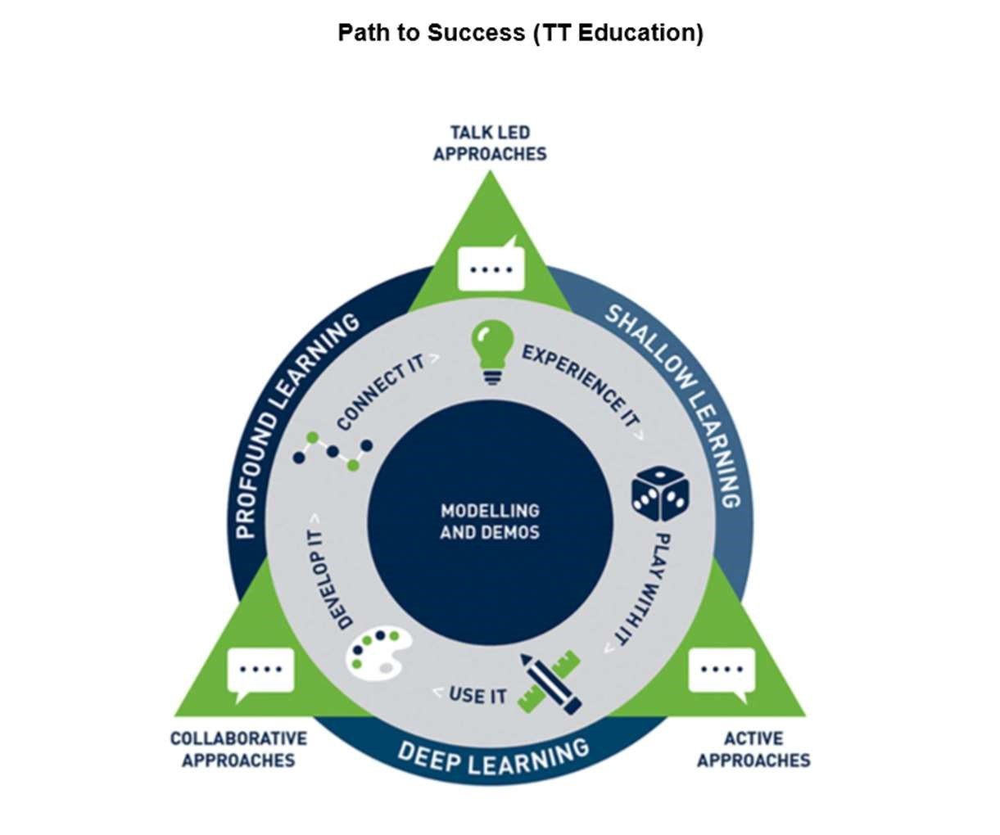 Path to Success (TT Education)
TALK LED
APPROACHES
PROFOUND LEARNING
SHALLOW LEARNING
CONNECT IT >
EXPERIENCE IT >
MODELLING
AND DEMOS
DEVELOP IT >
PLAY WITH IT >
< USE IT
DEEP LEARNING
COLLABORATIVE
APPROACHES
ACTIVE
APPROACHES